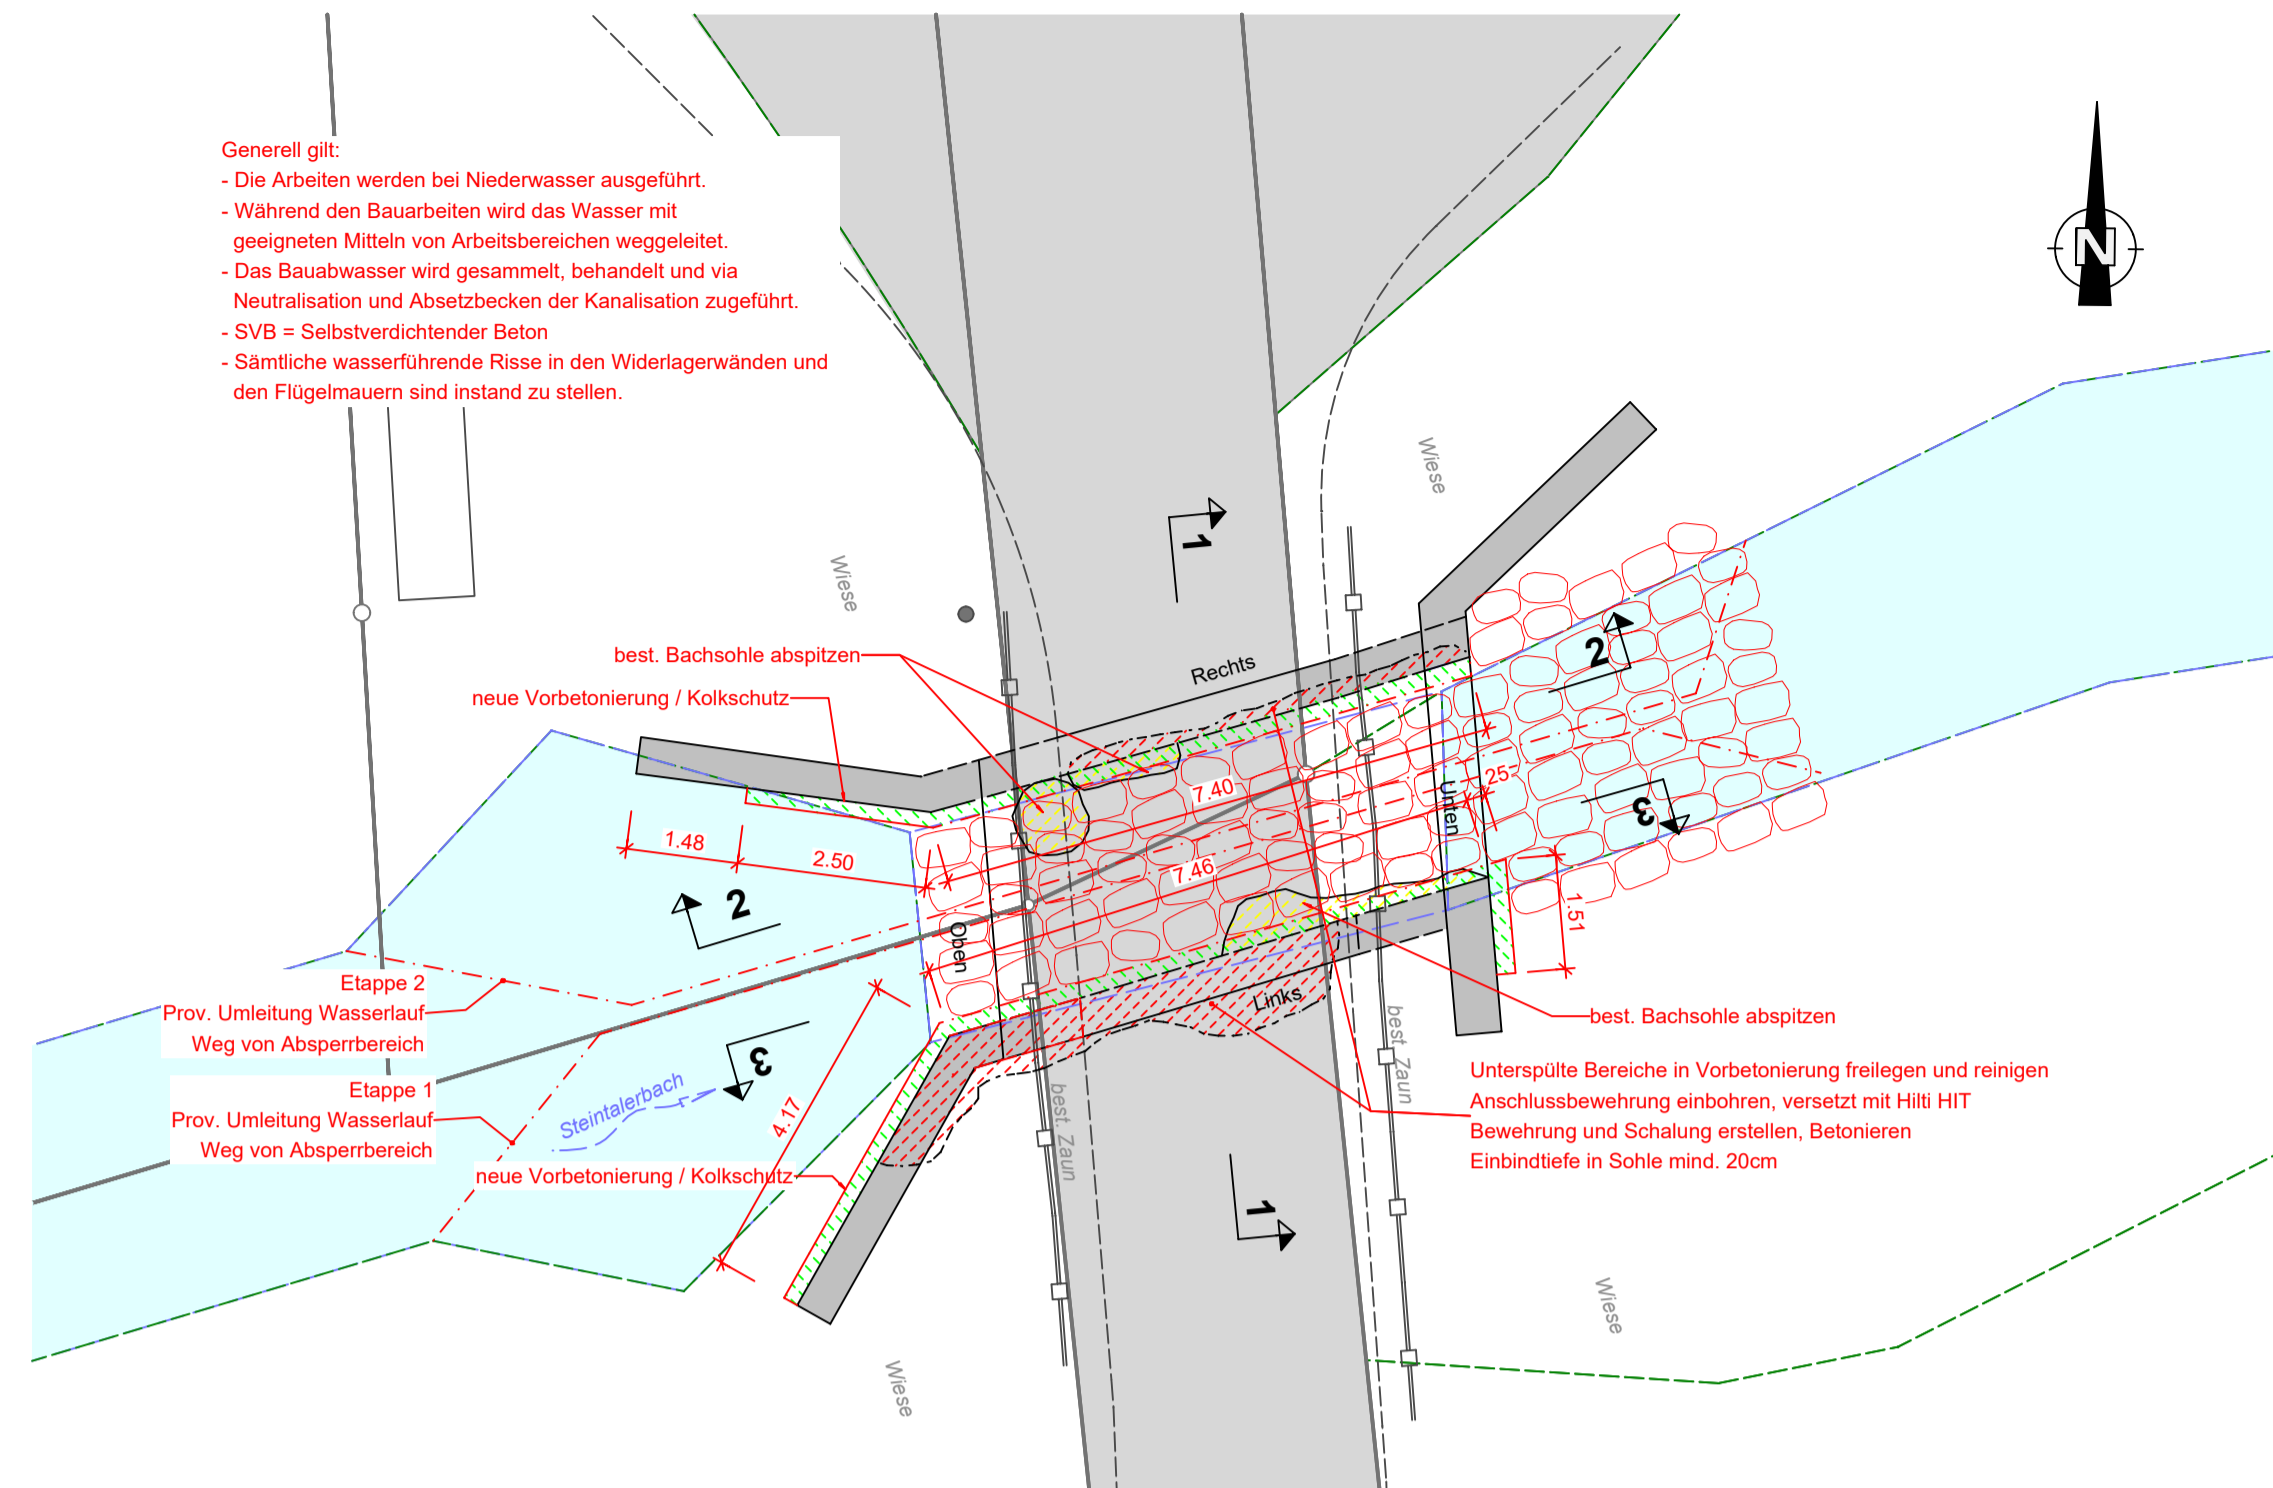 Generell gilt:
- Die Arbeiten werden bei Niederwasser ausgeführt.
- Während den Bauarbeiten wird das Wasser mit
geeigneten Mitteln von Arbeitsbereichen weggeleitet.
- Das Bauabwasser wird gesammelt, behandelt und via
Neutralisation und Absetzbecken der Kanalisation zugeführt.
- SVB = Selbstverdichtender Beton
- Sämtliche wasserführende Risse in den Widerlagerwänden und
den Flügelmauern sind instand zu stellen.
N
Wiese
Wiese
1
best. Bachsohle abspitzen
neue Vorbetonierung / Kolkschutz
Rechts
2
7.40
25
Unten
3
1.48
2.50
7.46
2
Oben
1.51
Links
Etappe 2
Prov. Umleitung Wasserlauf
Weg von Absperrbereich
best. Bachsohle abspitzen
3
best. Zaun
best. Zaun
Etappe 1
Prov. Umleitung Wasserlauf
Weg von Absperrbereich
Steintalerbach
4.17
neue Vorbetonierung / Kolkschutz
Unterspülte Bereiche in Vorbetonierung freilegen und reinigen
Anschlussbewehrung einbohren, versetzt mit Hilti HIT
Bewehrung und Schalung erstellen, Betonieren
Einbindtiefe in Sohle mind. 20cm
1
Wiese
Wiese